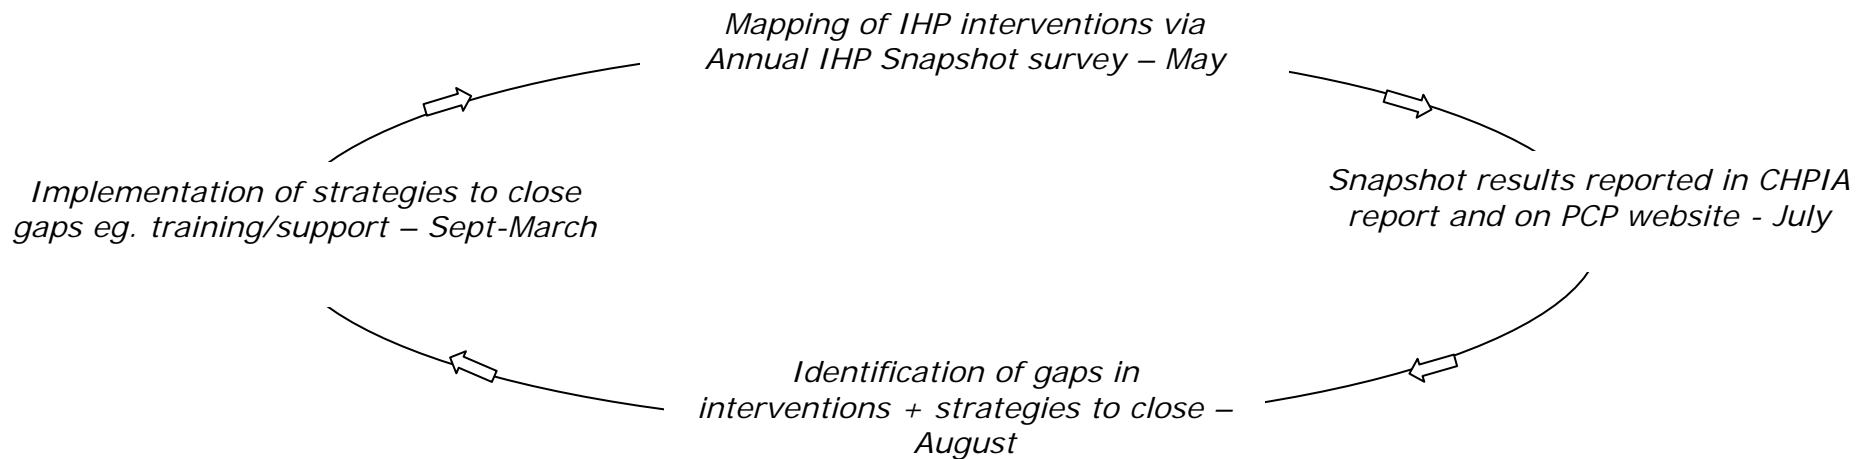 Mapping of IHP interventions via
Annual IHP Snapshot survey – May
Snapshot results reported in CHPIA
report and on PCP website - July
Identification of gaps in
interventions + strategies to close –
August
Implementation of strategies to close
gaps eg. training/support – Sept-March